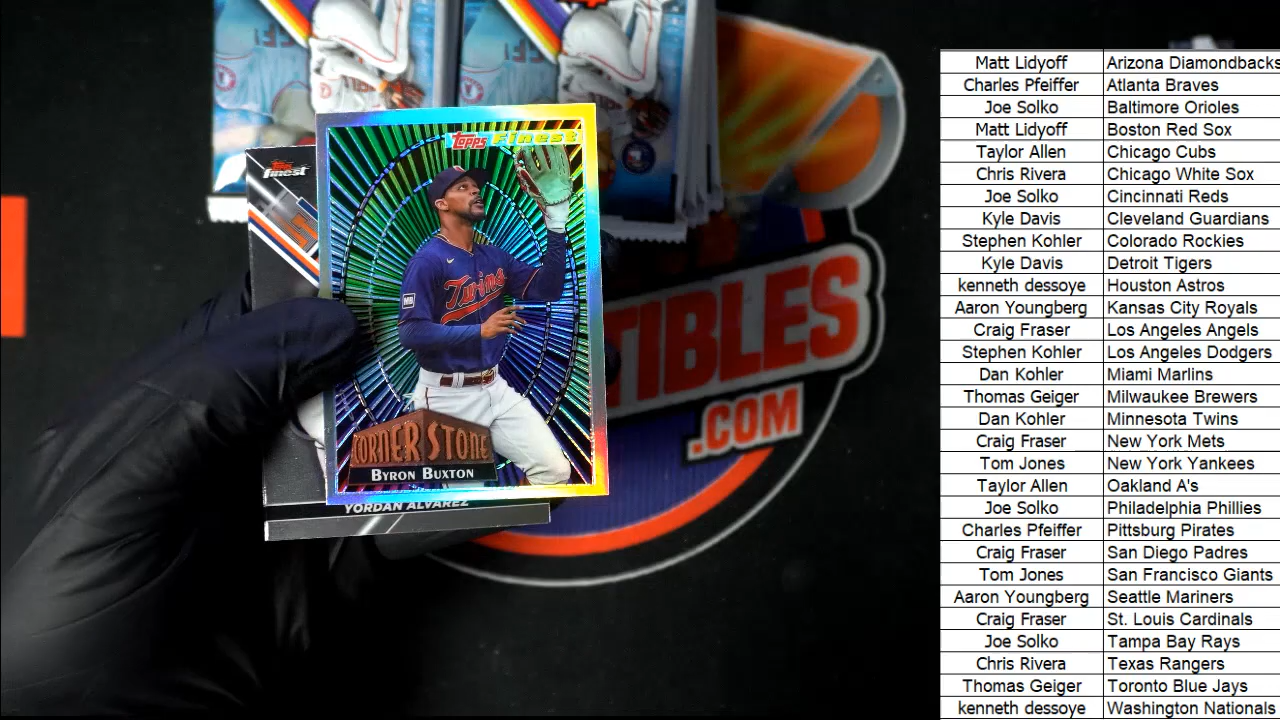 TOPPS Finest
Topps finest
Twins
CORNERSTONE
BYRON BUXTON
YORDAN ALVAREZ
TIBLES
.COM
Matt Lidyoff Arizona Diamondbacks
Charles Pfeiffer Atlanta Braves
Joe Solko Baltimore Orioles
Matt Lidyoff Boston Red Sox
Taylor Allen Chicago Cubs
Chris Rivera Chicago White Sox
Joe Solko Cincinnati Reds
Kyle Davis Cleveland Guardians
Stephen Kohler Colorado Rockies
Kyle Davis Detroit Tigers
kenneth dessoye Houston Astros
Aaron Youngberg Kansas City Royals
Craig Fraser Los Angeles Angels
Stephen Kohler Los Angeles Dodgers
Dan Kohler Miami Marlins
Thomas Geiger Milwaukee Brewers
Dan Kohler Minnesota Twins
Craig Fraser New York Mets
Tom Jones New York Yankees
Taylor Allen Oakland A's
Joe Solko Philadelphia Phillies
Charles Pfeiffer Pittsburg Pirates
Craig Fraser San Diego Padres
Tom Jones San Francisco Giants
Aaron Youngberg Seattle Mariners
Craig Fraser St. Louis Cardinals
Joe Solko Tampa Bay Rays
Chris Rivera Texas Rangers
Thomas Geiger Toronto Blue Jays
kenneth dessoye Washington Nationals